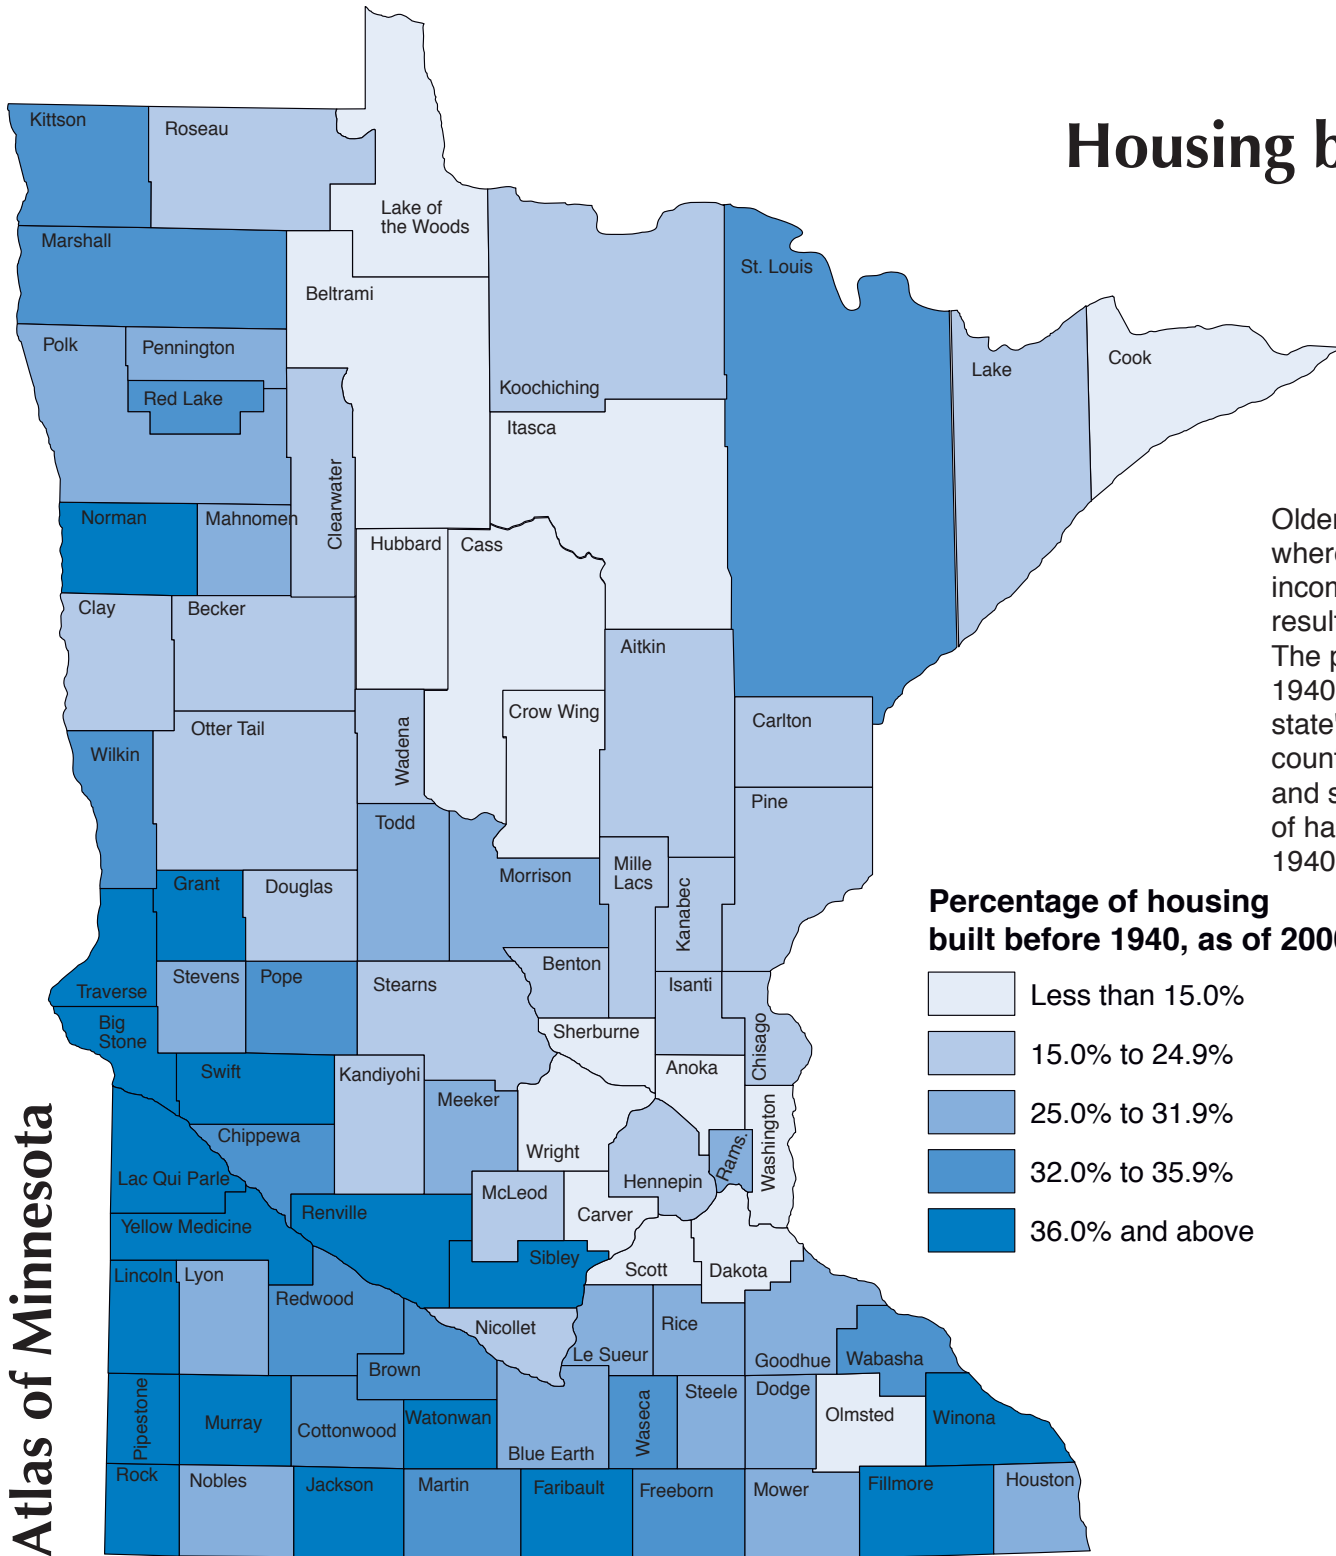 Housing b
Kittson
Roseau
Lake of
the Woods
Marshall
St. Louis
Beltrami
Polk
Pennington
Cook
Lake
Koochiching
Red Lake
Itasca
Clearwater
Norman
Mahnomen
Hubbard
Cass
Clay
Becker
Aitkin
Crow Wing
Carlton
Otter Tail
Wadena
Wilkin
Pine
Todd
Mille
Lacs
Morrison
Grant
Douglas
Kanabec
Benton
Stevens
Pope
Stearns
Isanti
Traverse
Big
Stone
Sherburne
Chisago
Swift
Kandiyohi
Anoka
Meeker
Chippewa
Wright
Washington
Rams.
Lac Qui Parle
Hennepin
McLeod
Renville
Carver
Yellow Medicine
Sibley
Scott
Dakota
Lincoln
Lyon
Redwood
Nicollet
Rice
Le Sueur
Goodhue
Wabasha
Brown
Pipestone
Murray
Cottonwood
Watonwan
Blue Earth
Waseca
Steele
Dodge
Olmsted
Winona
Rock
Nobles
Jackson
Martin
Faribault
Freeborn
Mower
Fillmore
Houston
Older
where
incom
result
The p
1940
state'
count
and s
of ha
1940
Percentage of housing
built before 1940, as of 2000
Less than 15.0%
15.0% to 24.9%
25.0% to 31.9%
32.0% to 35.9%
36.0% and above
Atlas of Minnesota